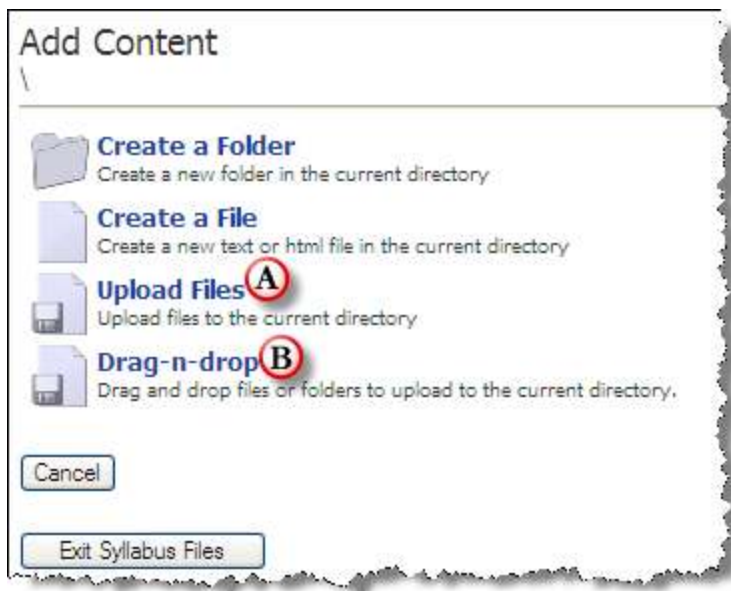 Add Content
\
Create a Folder
Create a new folder in the current directory
Create a File
Create a new text or html file in the current directory
Upload Files A
Upload files to the current directory
Drag-n-drop B
Drag and drop files or folders to upload to the current directory.
Cancel
Exit Syllabus Files